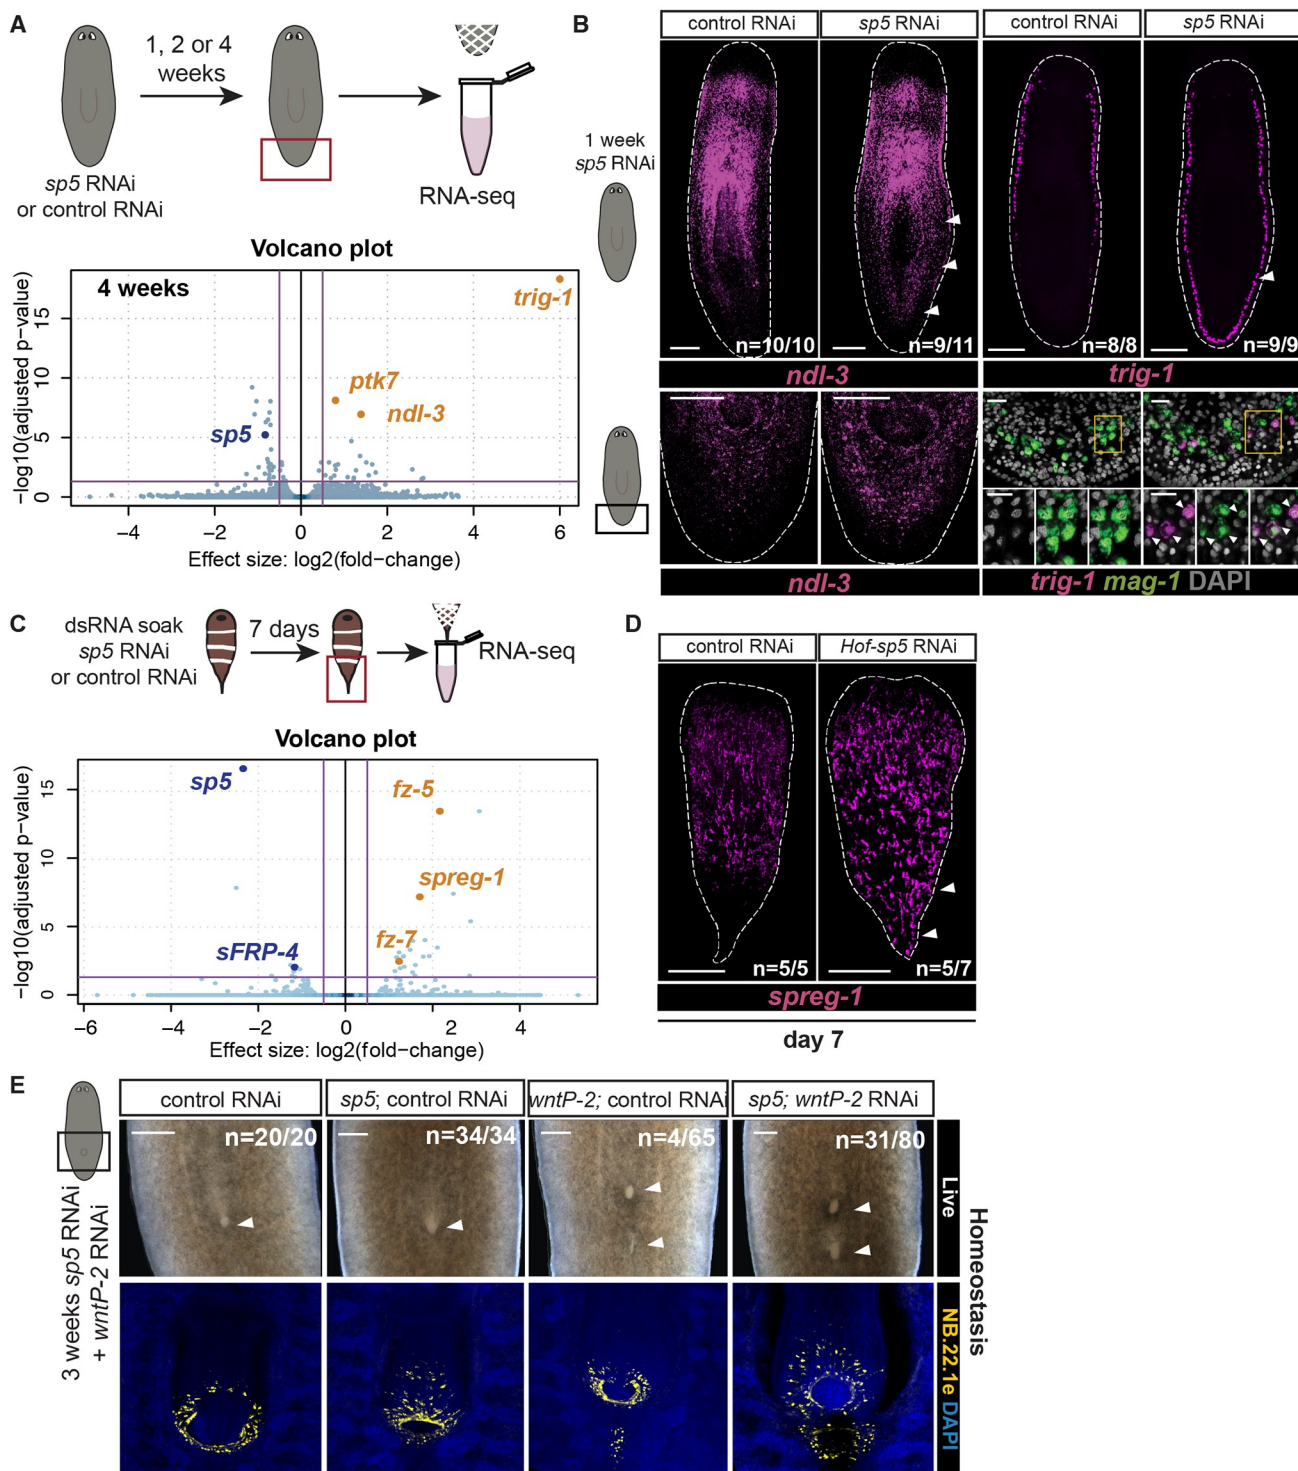 A
1, 2 or 4
weeks
sp5 RNAi
or control RNAi
RNA-seq
Volcano plot
4 weeks
trig-1
ptk7
ndl-3
sp5
15
10
5
0
−log10(adjusted p−value)
−4
−2
0
2
4
6
Effect size: log2(fold−change)
B
control RNAi
sp5 RNAi
control RNAi
sp5 RNAi
1 week
sp5 RNAi
n=10/10
n=9/11
n=8/8
n=9/9
ndl-3
trig-1
ndl-3
trig-1 mag-1 DAPI
C
dsRNA soak
sp5 RNAi
or control RNAi
7 days
RNA-seq
Volcano plot
sp5
fz-5
spreg-1
fz-7
sFRP-4
15
10
5
0
−log10(adjusted p−value)
−6
−4
−2
0
2
4
Effect size: log2(fold−change)
D
control RNAi
Hof-sp5 RNAi
n=5/5
n=5/7
spreg-1
day 7
E
control RNAi
sp5; control RNAi
wntP-2; control RNAi
sp5; wntP-2 RNAi
n=20/20
n=34/34
n=4/65
n=31/80
3 weeks sp5 RNAi
+ wntP-2 RNAi
Live
NB.22.1e DAPI
Homeostasis